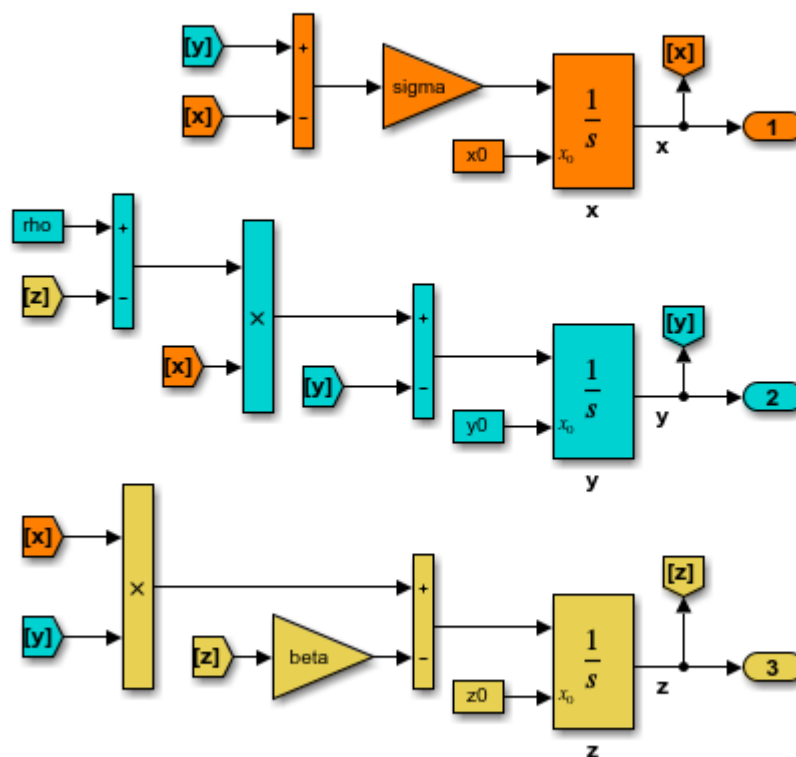 [y]
+
[x]
−
sigma
1
s
x0
x₀
x
x
[x]
1
rho
+
[z]
−
×
[x]
[y]
+
−
1
s
y0
x₀
y
y
[y]
2
[x]
[y]
×
[z]
beta
+
−
1
s
z0
x₀
z
z
[z]
3